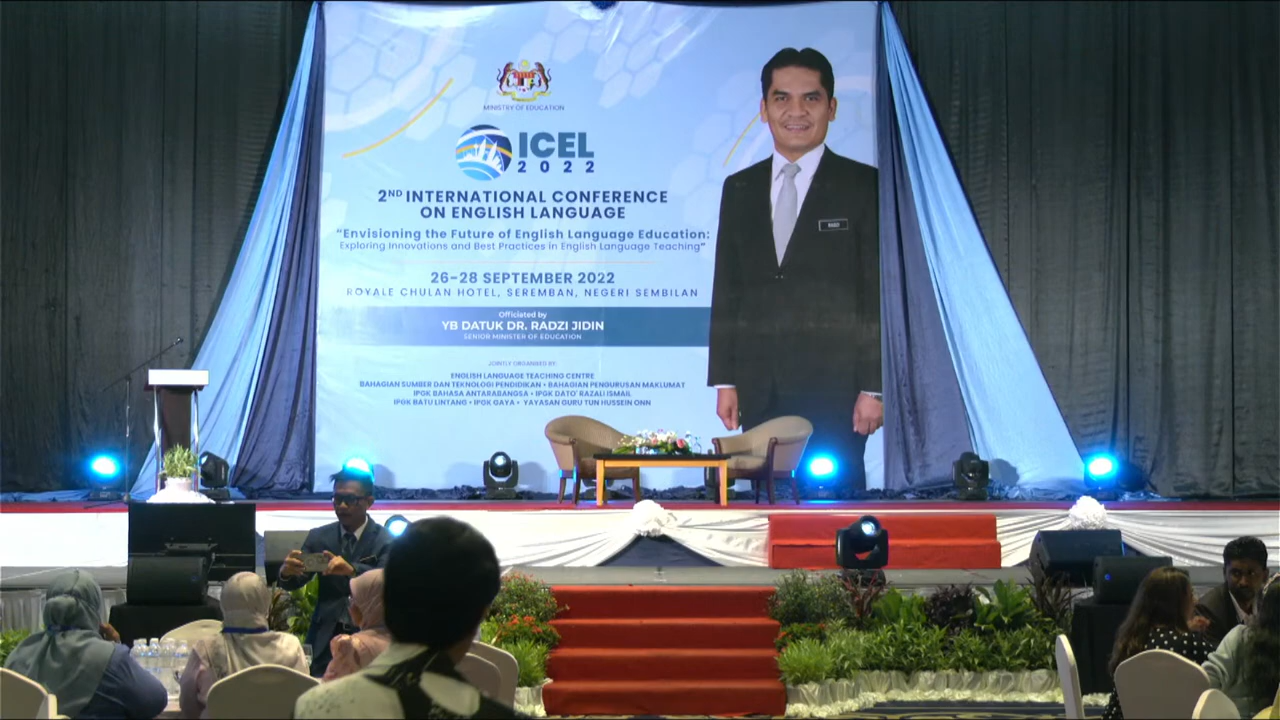 MINISTRY OF EDUCATION
ICEL
2022
2ND INTERNATIONAL CONFERENCE
ON ENGLISH LANGUAGE
"Envisioning the Future of English Language Education:
Exploring Innovations and Best Practices in English Language Teaching"
26-28 SEPTEMBER 2022
ROYALE CHULAN HOTEL, SEREMBAN, NEGERI SEMBILAN
Officiated by
YB DATUK DR. RADZI JIDIN
SENIOR MINISTER OF EDUCATION
JOINTLY ORGANISED BY:
ENGLISH LANGUAGE TEACHING CENTRE
BAHAGIAN SUMBER DAN TEKNOLOGI PENDIDIKAN • BAHAGIAN PENGURUSAN MAKLUMAT
IPGK BAHASA ANTARABANGSA • IPGK DATO' RAZALI ISMAIL
IPGK BATU LINTANG • IPGK GAYA • YAYASAN GURU TUN HUSSEIN ONN
RADZI